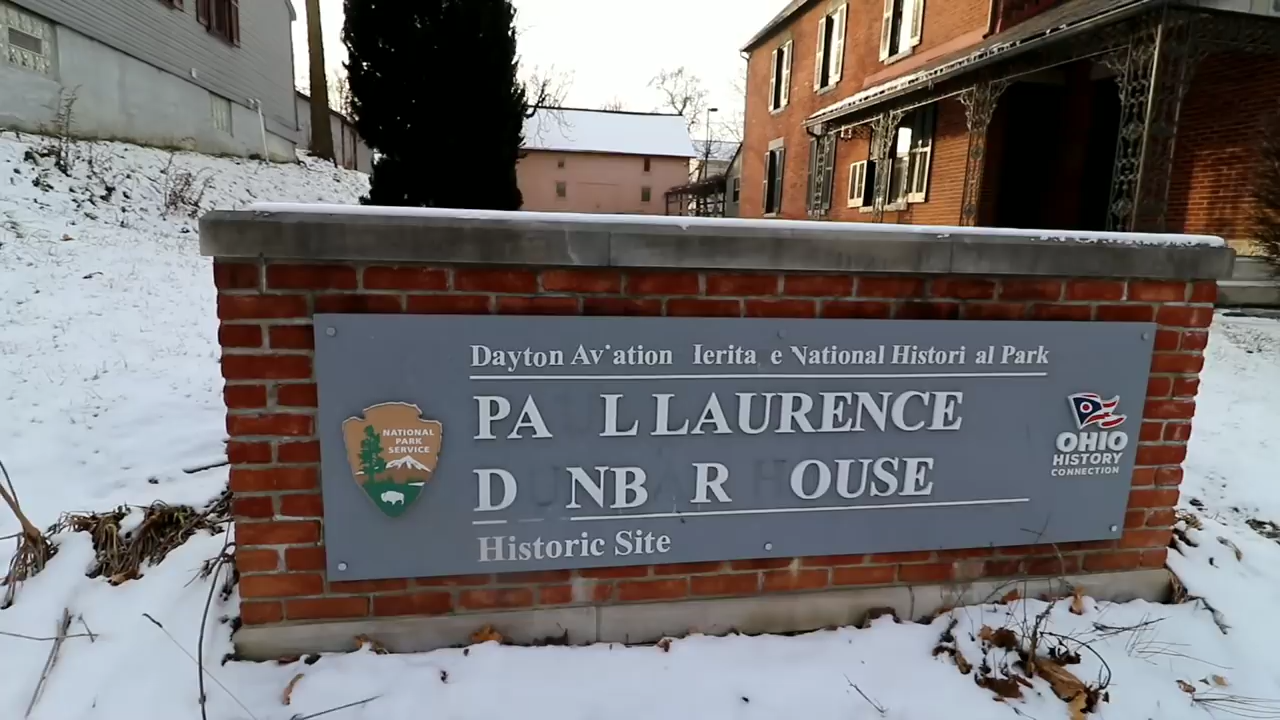 Dayton Av'ation Ierita e National Histori al Park
PA L LAURENCE
D NB R OUSE
Historic Site
NATIONAL
PARK
SERVICE
OHIO
HISTORY
CONNECTION